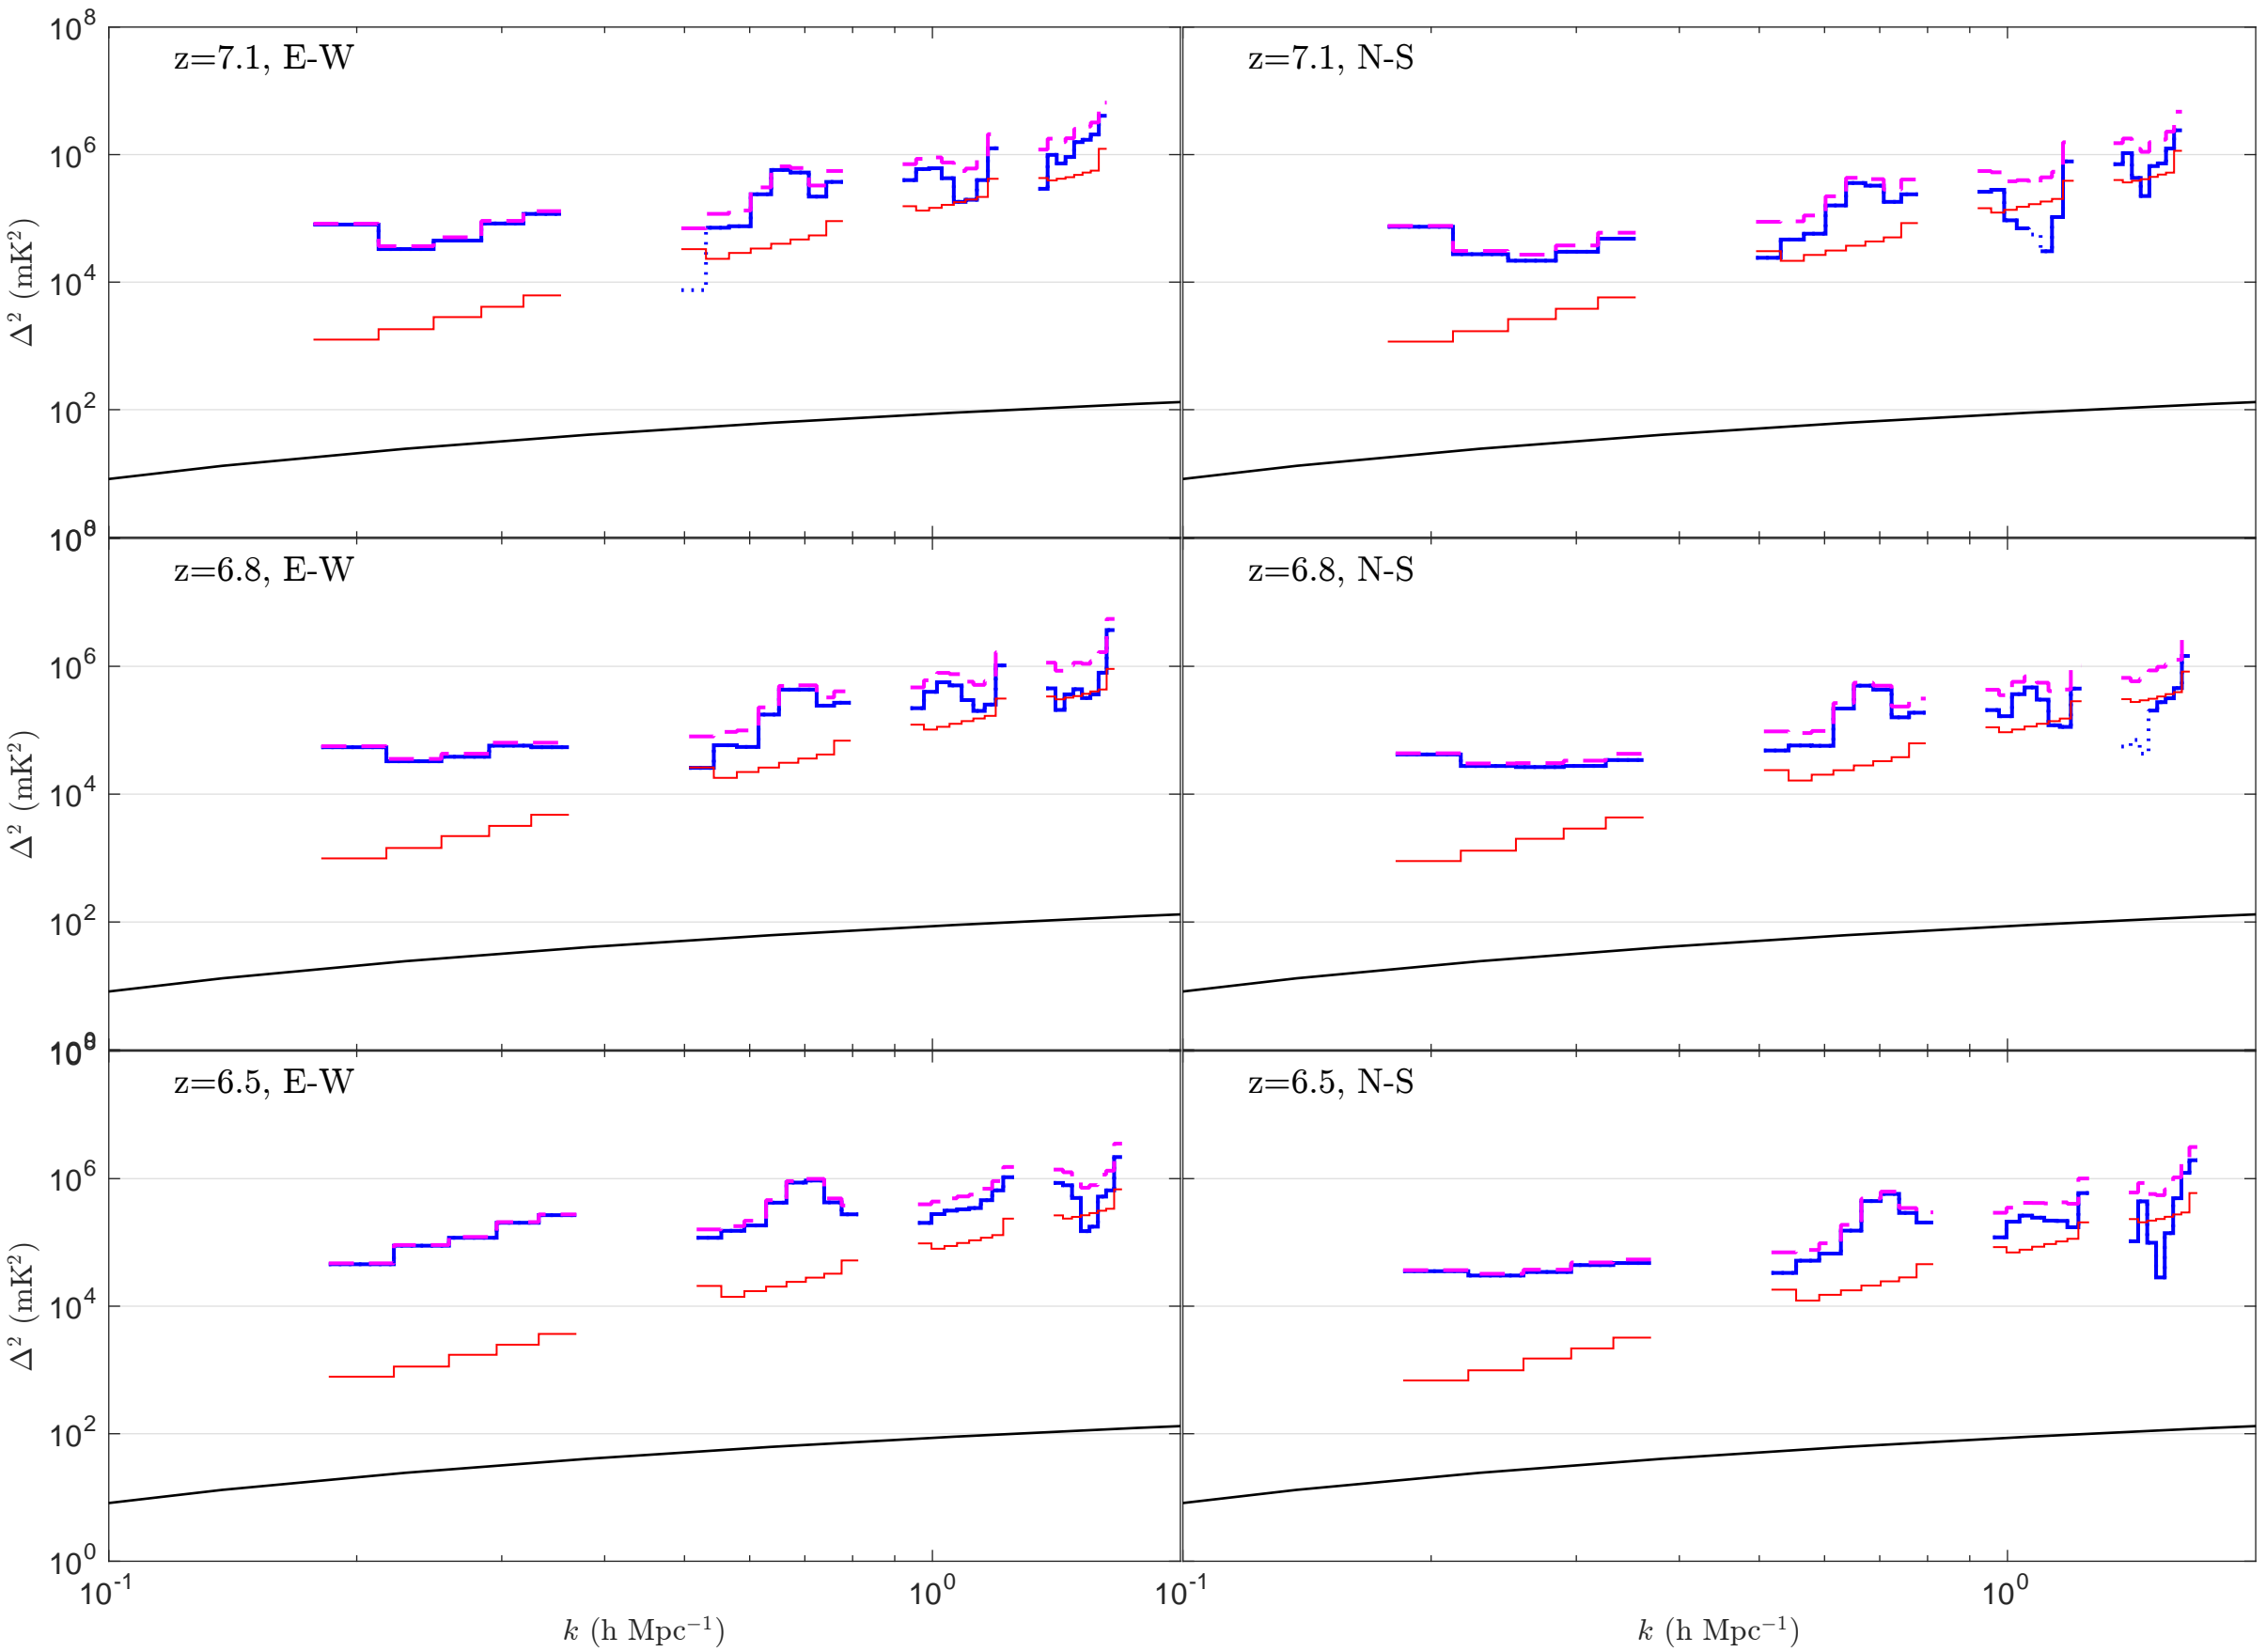 10^8
z=7.1, E-W
z=7.1, N-S
10^6
10^4
10^2
Δ^2 (mK^2)
10^0
10^8
z=6.8, E-W
z=6.8, N-S
10^6
10^4
10^2
Δ^2 (mK^2)
10^0
10^8
z=6.5, E-W
z=6.5, N-S
10^6
10^4
10^2
Δ^2 (mK^2)
10^0
10^-1 10^0 10^-1 10^0
k (h Mpc^−1) k (h Mpc^−1)